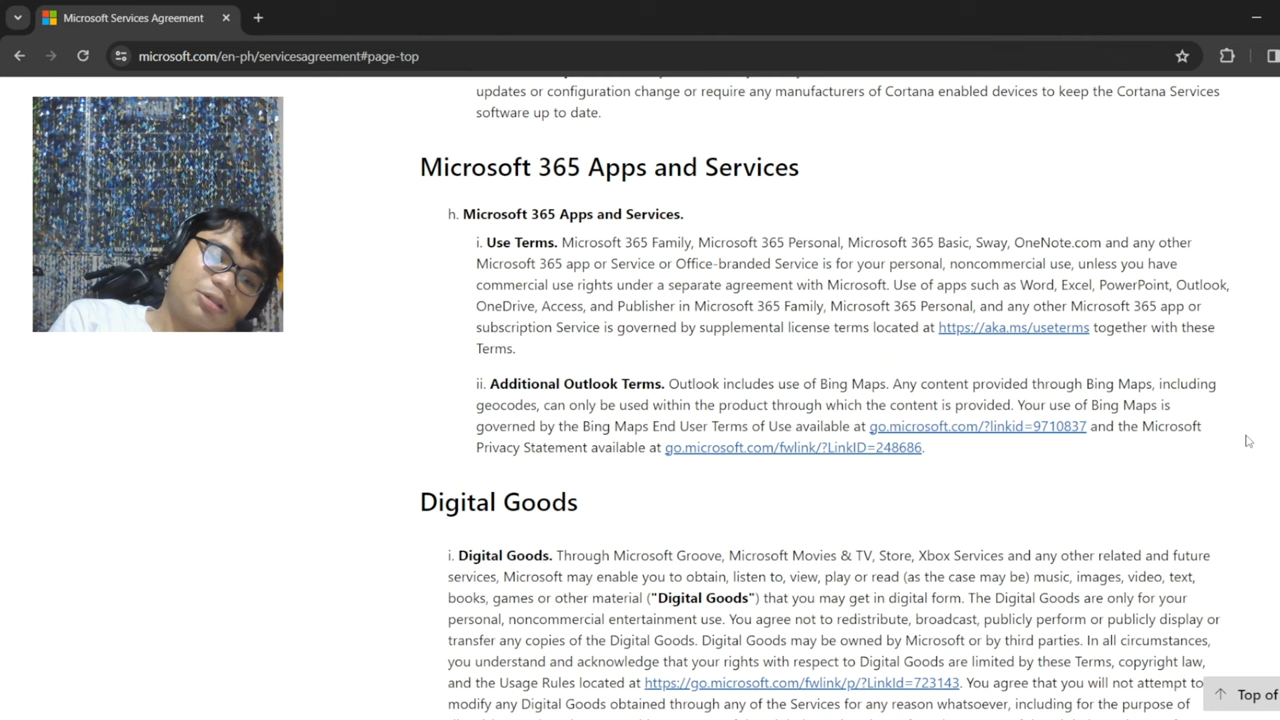 Microsoft Services Agreement
microsoft.com/en-ph/servicesagreement#page-top
updates or configuration change or require any manufacturers of Cortana enabled devices to keep the Cortana Services
software up to date.
Microsoft 365 Apps and Services
h. Microsoft 365 Apps and Services.
i. Use Terms. Microsoft 365 Family, Microsoft 365 Personal, Microsoft 365 Basic, Sway, OneNote.com and any other
Microsoft 365 app or Service or Office-branded Service is for your personal, noncommercial use, unless you have
commercial use rights under a separate agreement with Microsoft. Use of apps such as Word, Excel, PowerPoint, Outlook,
OneDrive, Access, and Publisher in Microsoft 365 Family, Microsoft 365 Personal, and any other Microsoft 365 app or
subscription Service is governed by supplemental license terms located at https://aka.ms/useterms together with these
Terms.
ii. Additional Outlook Terms. Outlook includes use of Bing Maps. Any content provided through Bing Maps, including
geocodes, can only be used within the product through which the content is provided. Your use of Bing Maps is
governed by the Bing Maps End User Terms of Use available at go.microsoft.com/?linkid=9710837 and the Microsoft
Privacy Statement available at go.microsoft.com/fwlink/?LinkID=248686.
Digital Goods
i. Digital Goods. Through Microsoft Groove, Microsoft Movies & TV, Store, Xbox Services and any other related and future
services, Microsoft may enable you to obtain, listen to, view, play or read (as the case may be) music, images, video, text,
books, games or other material ("Digital Goods") that you may get in digital form. The Digital Goods are only for your
personal, noncommercial entertainment use. You agree not to redistribute, broadcast, publicly perform or publicly display or
transfer any copies of the Digital Goods. Digital Goods may be owned by Microsoft or by third parties. In all circumstances,
you understand and acknowledge that your rights with respect to Digital Goods are limited by these Terms, copyright law,
and the Usage Rules located at https://go.microsoft.com/fwlink/p/?LinkId=723143. You agree that you will not attempt to
modify any Digital Goods obtained through any of the Services for any reason whatsoever, including for the purpose of
Top of